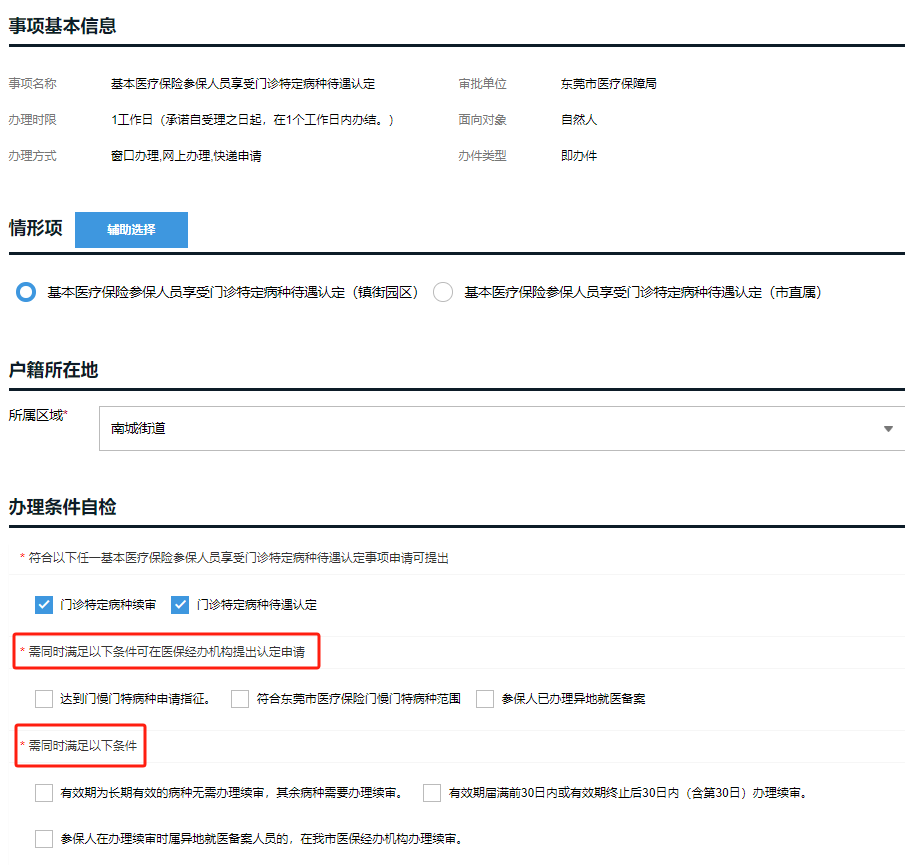 事项基本信息
事项名称 基本医疗保险参保人员享受门诊特定病种待遇认定 审批单位 东莞市医疗保障局
办理时限 1工作日（承诺自受理之日起，在1个工作日内办结。） 面向对象 自然人
办理方式 窗口办理,网上办理,快递申请 办件类型 即办件
情形项 辅助选择
基本医疗保险参保人员享受门诊特定病种待遇认定（镇街园区） 基本医疗保险参保人员享受门诊特定病种待遇认定（市直属）
户籍所在地
所属区域* 南城街道
办理条件自检
* 符合以下任一基本医疗保险参保人员享受门诊特定病种待遇认定事项申请可提出
门诊特定病种续审 门诊特定病种待遇认定
* 需同时满足以下条件可在医保经办机构提出认定申请
达到门慢门特病种申请指征。 符合东莞市医疗保险门慢门特病种范围 参保人已办理异地就医备案
* 需同时满足以下条件
有效期为长期有效的病种无需办理续审，其余病种需要办理续审。 有效期届满前30日内或有效期终止后30日内（含第30日）办理续审。
参保人在办理续审时属异地就医备案人员的，在我市医保经办机构办理续审。